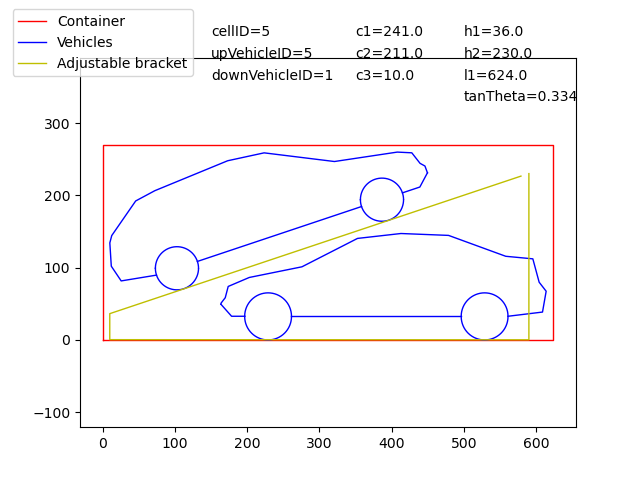 Container
Vehicles
Adjustable bracket
cellID=5 c1=241.0 h1=36.0
upVehicleID=5 c2=211.0 h2=230.0
downVehicleID=1 c3=10.0 l1=624.0
tanTheta=0.334
300
200
100
0
−100
0 100 200 300 400 500 600